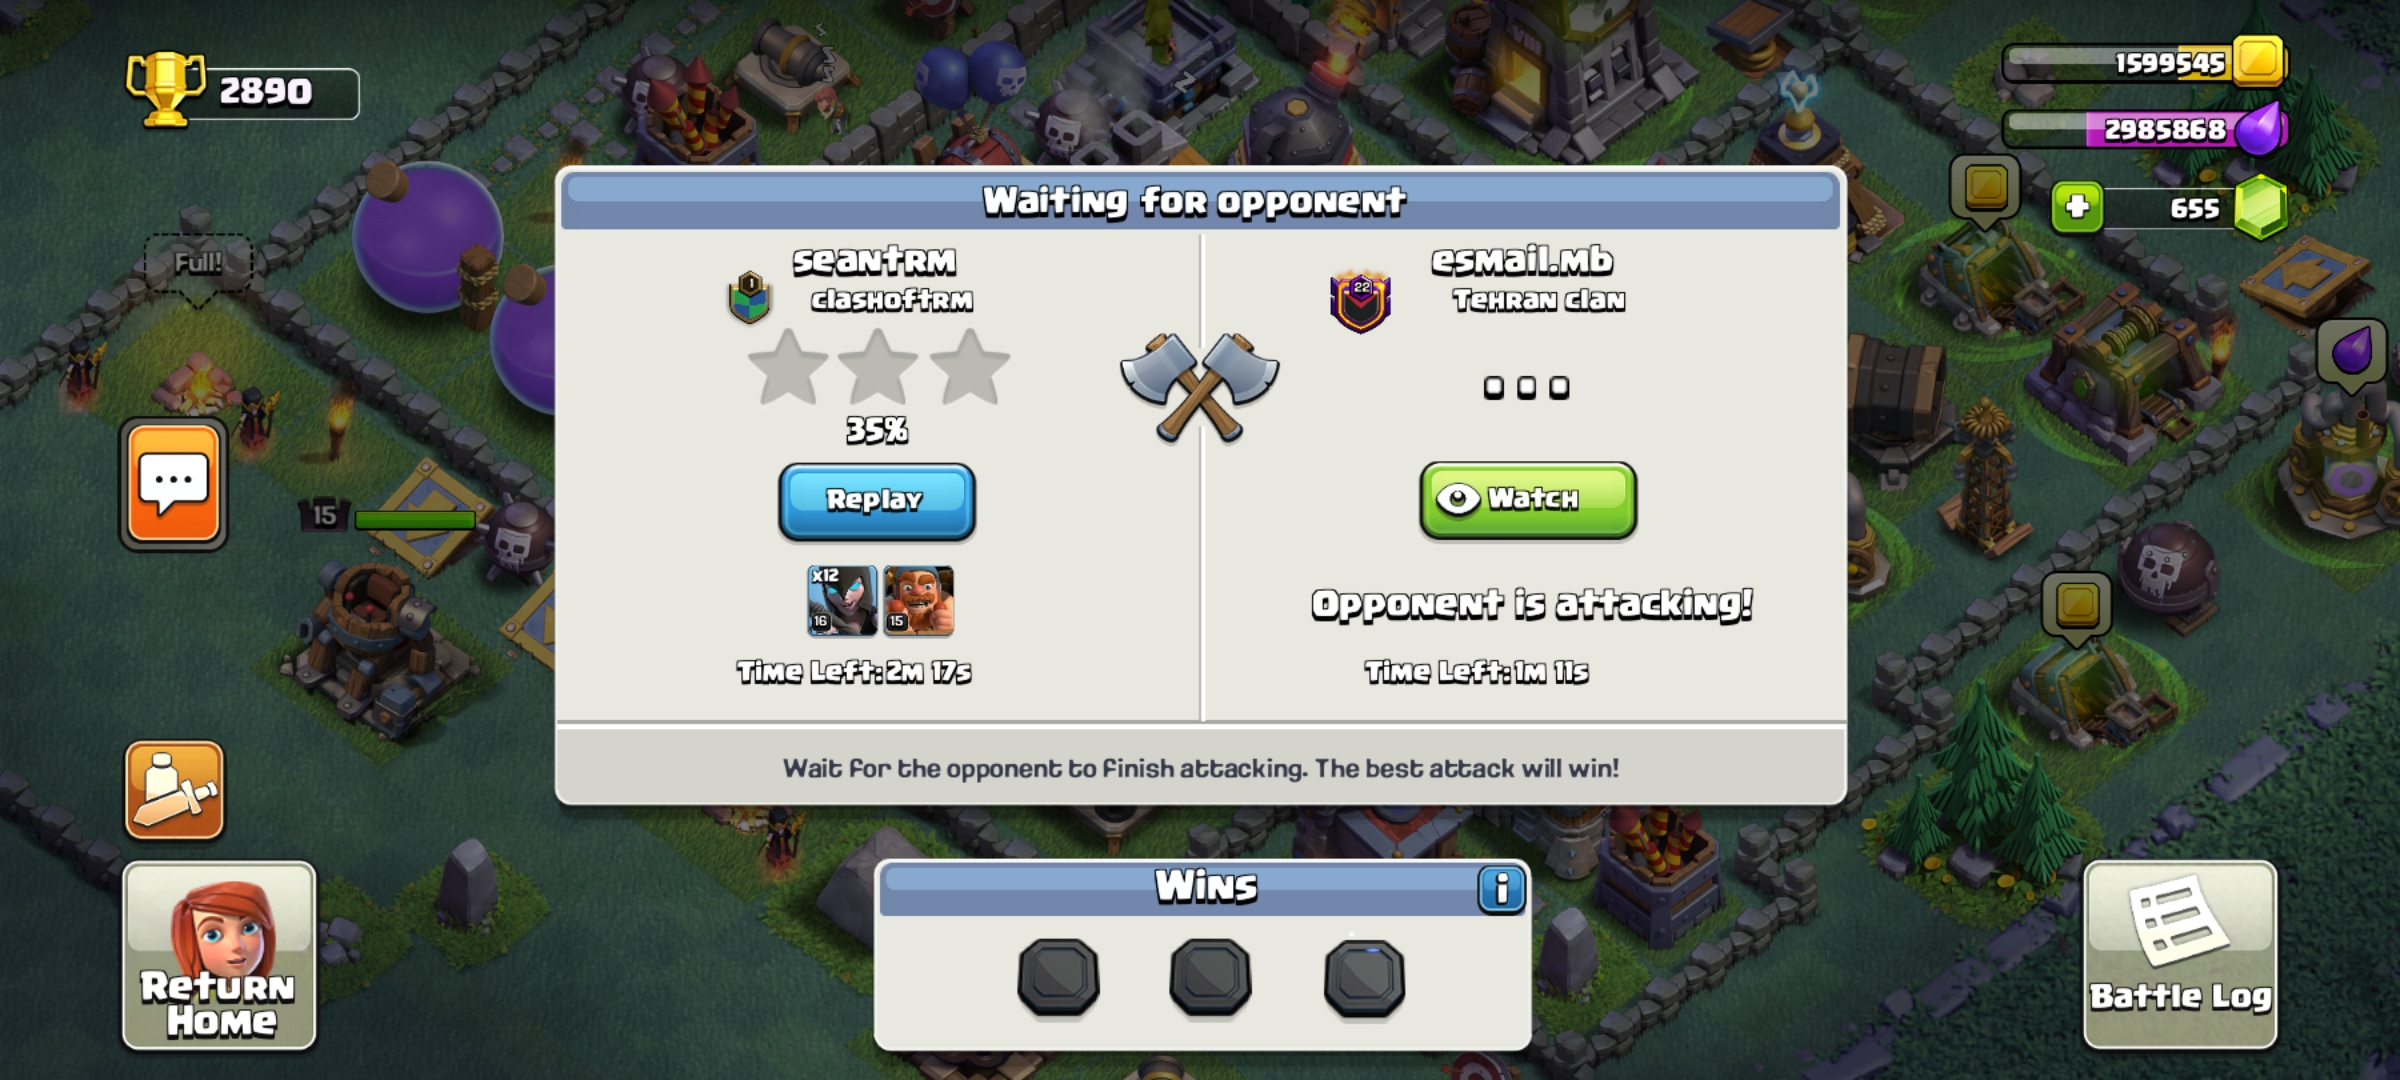 2890
1599545
2985868
655
Full!
15
Waiting for opponent
seantrm
1
clashoftrm
35%
Replay
x12
16
15
Time Left: 2m 17s
esmail.mb
22
Tehran clan
...
Watch
Opponent is attacking!
Time Left: 1m 11s
Wait for the opponent to finish attacking. The best attack will win!
Wins
i
Return
Home
Battle Log